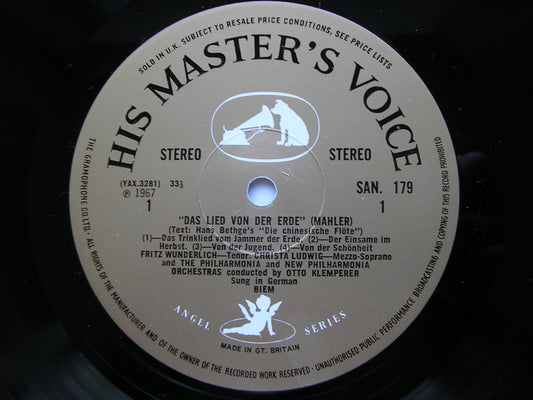 SOLD IN U.K. SUBJECT TO RESALE PRICE CONDITIONS, SEE PRICE LISTS
HIS MASTER'S VOICE
STEREO STEREO
(YAX.3281) 33⅓ SAN. 179
℗ 1967
1 1
"DAS LIED VON DER ERDE" (MAHLER)
(Text: Hans Bethge's "Die chinesische Flöte")
(1)—Das Trinklied vom Jammer der Erde. (2)—Der Einsame im
Herbst. (3)—Von der Jugend. (4)—Von der Schönheit
FRITZ WUNDERLICH—Tenor. CHRISTA LUDWIG—Mezzo-Soprano
and THE PHILHARMONIA and NEW PHILHARMONIA
ORCHESTRAS conducted by OTTO KLEMPERER
Sung in German
BIEM
ANGEL SERIES
MADE IN GT. BRITAIN
THE GRAMOPHONE CO. LTD. · ALL RIGHTS OF THE MANUFACTURER AND OF THE OWNER OF THE RECORDED WORK RESERVED · UNAUTHORISED PUBLIC PERFORMANCE BROADCASTING AND COPYING OF THIS RECORD PROHIBITED